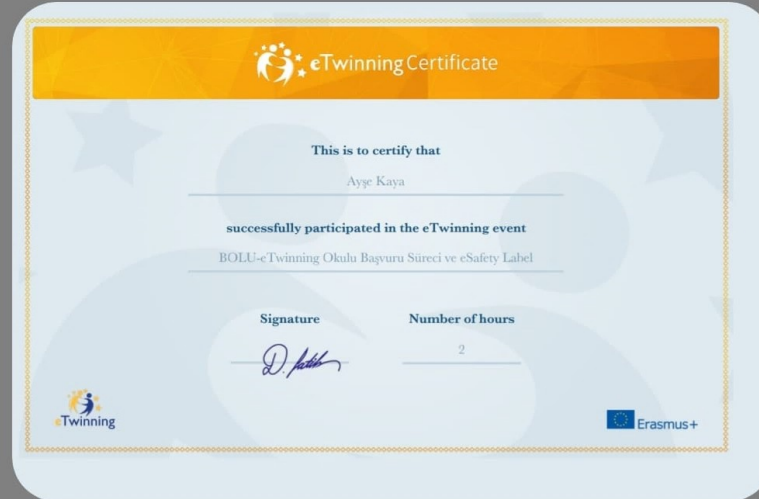 eTwinning Certificate
This is to certify that
Ayşe Kaya
successfully participated in the eTwinning event
BOLU-eTwinning Okulu Başvuru Süreci ve eSafety Label
Signature Number of hours
2
eTwinning
Erasmus+